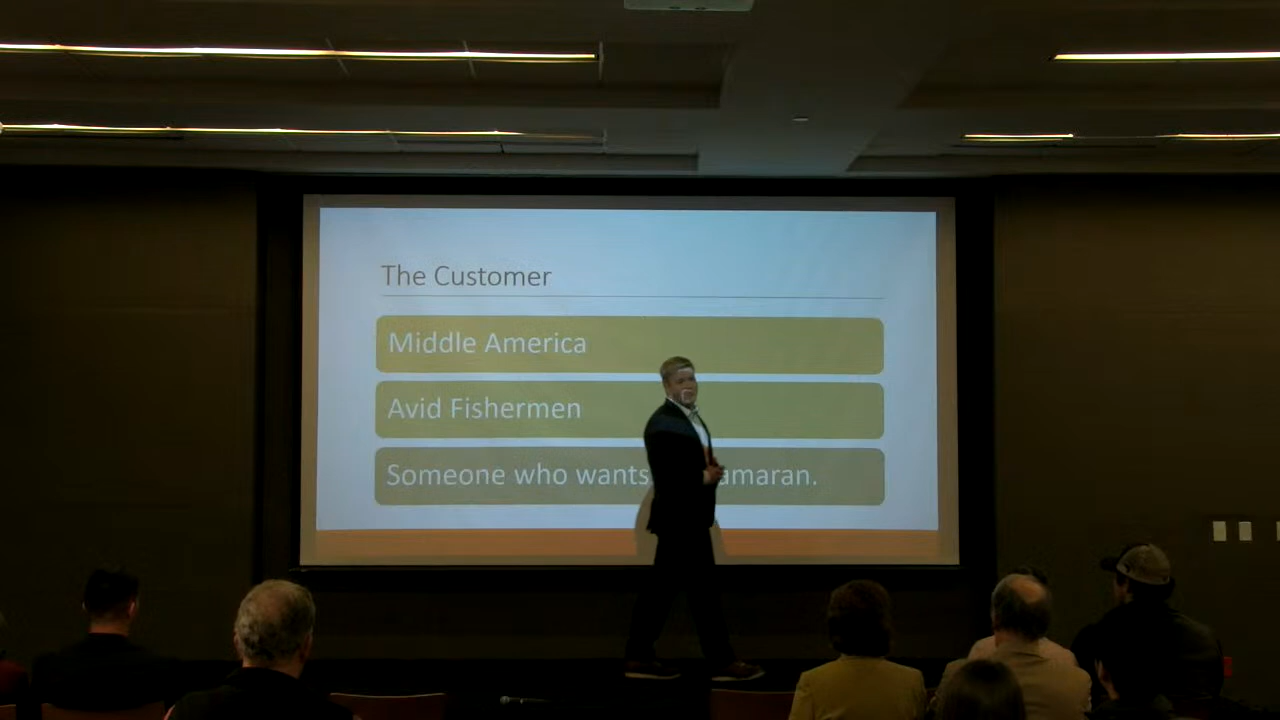 The Customer
Middle America
Avid Fishermen
Someone who wants amaran.